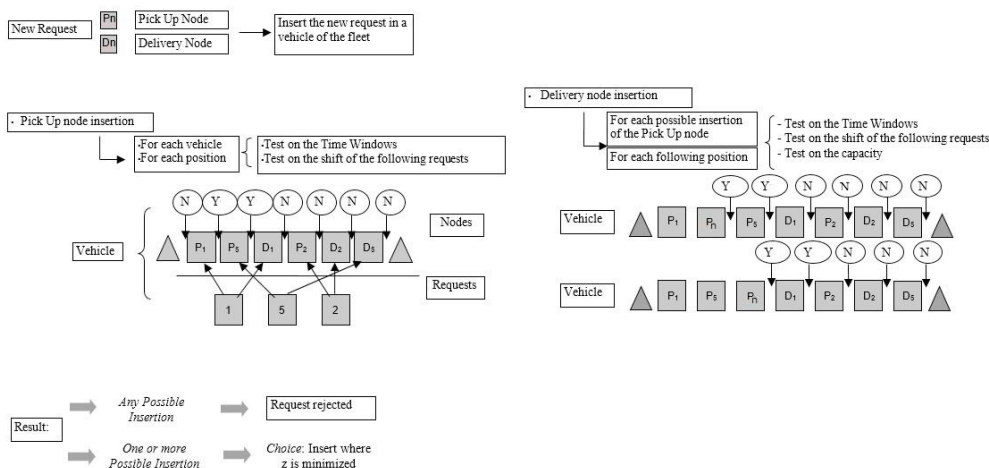 New Request
Pn
Pick Up Node
Dn
Delivery Node
Insert the new request in a
vehicle of the fleet
· Pick Up node insertion
·For each vehicle
·For each position
·Test on the Time Windows
·Test on the shift of the following requests
N Y Y N N N N
Vehicle
P1 P5 D1 P2 D2 D5
Nodes
Requests
1 5 2
· Delivery node insertion
For each possible insertion
of the Pick Up node
For each following position
- Test on the Time Windows
- Test on the shift of the following requests
- Test on the capacity
Y Y N N N N
Vehicle
P1 Pn P5 D1 P2 D2 D5
Y Y N N N
Vehicle
P1 P5 Pn D1 P2 D2 D5
Result:
Any Possible
Insertion
Request rejected
One or more
Possible Insertion
Choice: Insert where
z is minimized